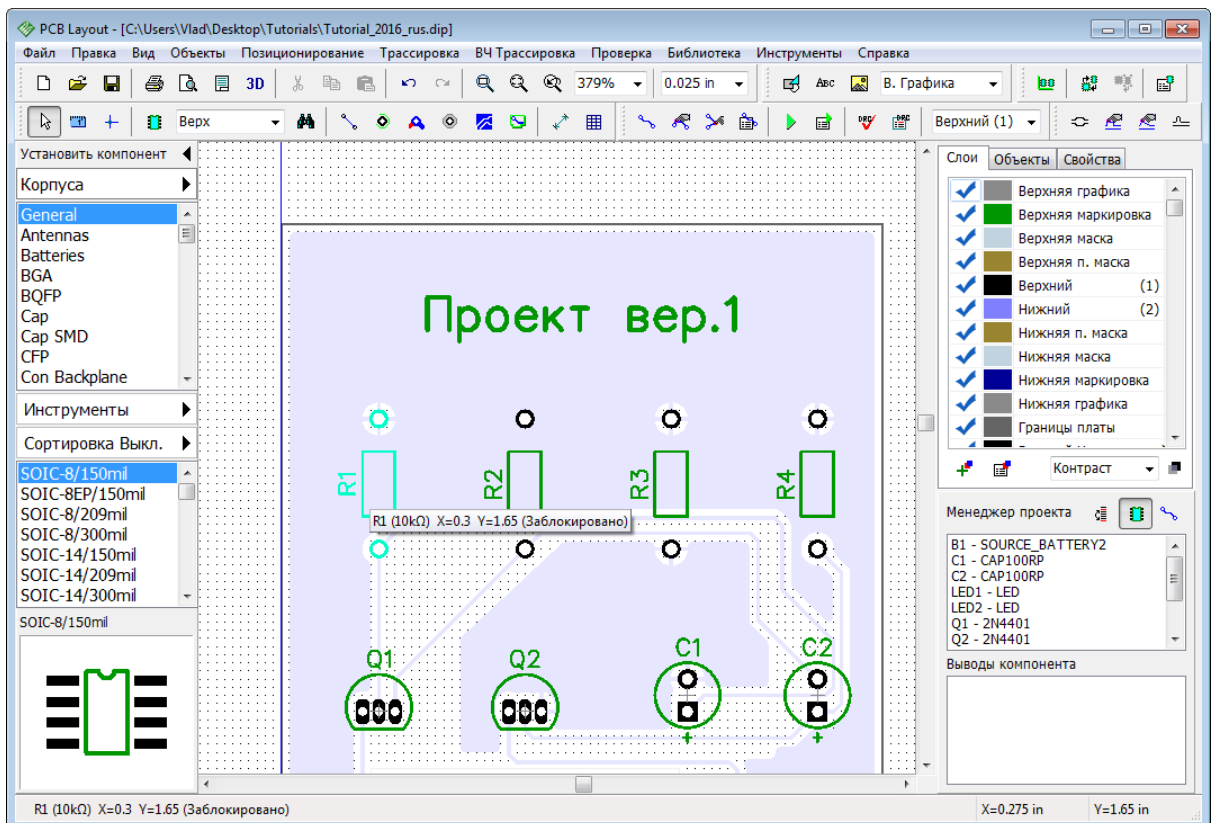 PCB Layout - [C:\Users\Vlad\Desktop\Tutorials\Tutorial_2016_rus.dip]
Файл Правка Вид Объекты Позиционирование Трассировка ВЧ Трассировка Проверка Библиотека Инструменты Справка
3D 379% 0.025 in ABC В. Графика
Верх DRC DRC Верхний (1)
Установить компонент
Корпуса
General
Antennas
Batteries
BGA
BQFP
Cap
Cap SMD
CFP
Con Backplane
Инструменты
Сортировка Выкл.
SOIC-8/150mil
SOIC-8EP/150mil
SOIC-8/209mil
SOIC-8/300mil
SOIC-14/150mil
SOIC-14/209mil
SOIC-14/300mil
SOIC-8/150mil
Проект вер.1
R1 R2 R3 R4
R1 (10kΩ) X=0.3 Y=1.65 (Заблокировано)
Q1 Q2 C1 C2
+ +
Слои Объекты Свойства
Верхняя графика
Верхняя маркировка
Верхняя маска
Верхняя п. маска
Верхний (1)
Нижний (2)
Нижняя п. маска
Нижняя маска
Нижняя маркировка
Нижняя графика
Границы платы
Контраст
Менеджер проекта
B1 - SOURCE_BATTERY2
C1 - CAP100RP
C2 - CAP100RP
LED1 - LED
LED2 - LED
Q1 - 2N4401
Q2 - 2N4401
Выводы компонента
R1 (10kΩ) X=0.3 Y=1.65 (Заблокировано) X=0.275 in Y=1.65 in